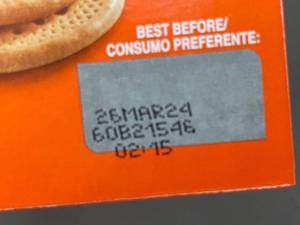 BEST BEFORE/
CONSUMO PREFERENTE:
26MAR24
60B21546
02:15